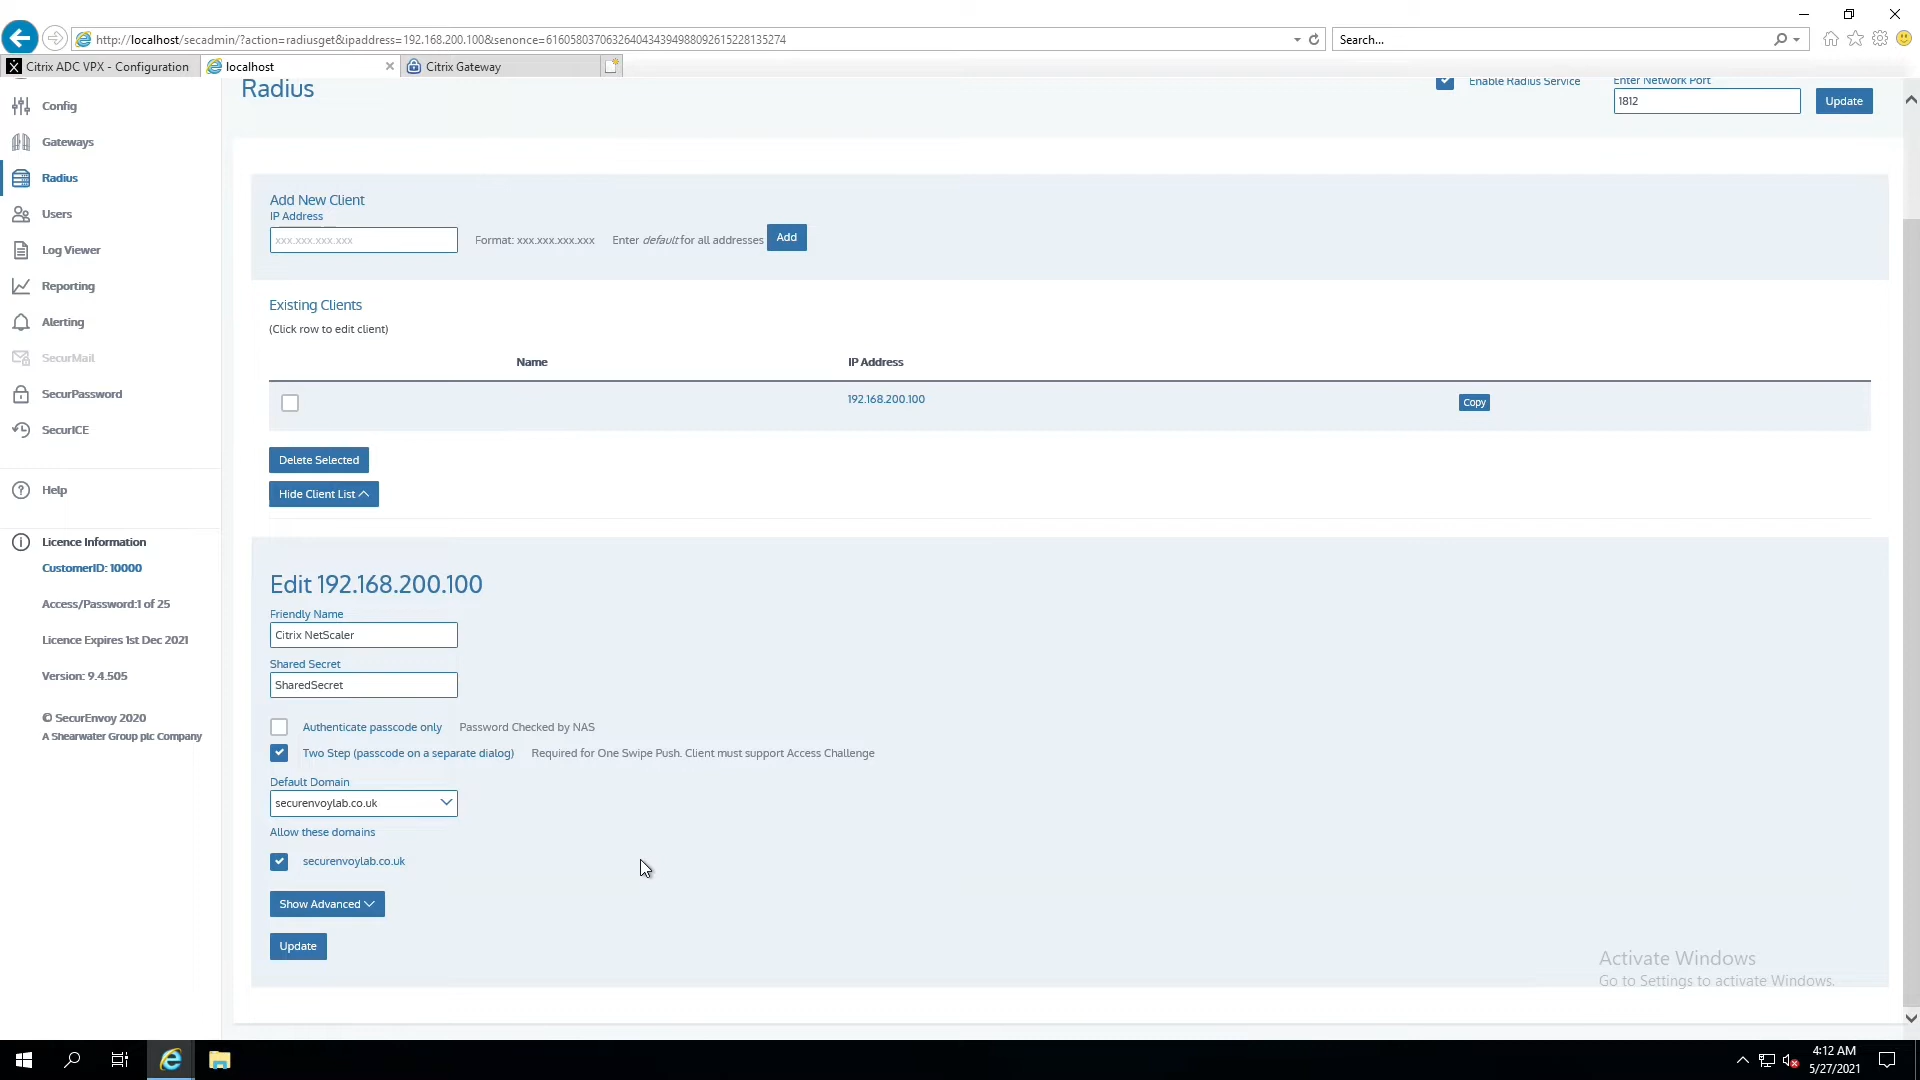 http://localhost/secadmin/?action=radiusget&ipaddress=192.168.200.100&senonce=61605803706326404343949880926152281352​74
Search...
Citrix ADC VPX - Configuration
localhost
Citrix Gateway
Radius
Enable Radius Service
Enter Network Port
1812
Update
Config
Gateways
Radius
Users
Log Viewer
Reporting
Alerting
SecurMail
SecurPassword
SecurICE
Help
Licence Information
CustomerID: 10000
Access/Password:1 of 25
Licence Expires 1st Dec 2021
Version: 9.4.505
© SecurEnvoy 2020
A Shearwater Group plc Company
Add New Client
IP Address
xxx.xxx.xxx.xxx
Format: xxx.xxx.xxx.xxx
Enter default for all addresses
Add
Existing Clients
(Click row to edit client)
Name
IP Address
192.168.200.100
Copy
Delete Selected
Hide Client List
Edit 192.168.200.100
Friendly Name
Citrix NetScaler
Shared Secret
SharedSecret
Authenticate passcode only
Password Checked by NAS
Two Step (passcode on a separate dialog)
Required for One Swipe Push. Client must support Access Challenge
Default Domain
securenvoylab.co.uk
Allow these domains
securenvoylab.co.uk
Show Advanced
Update
Activate Windows
Go to Settings to activate Windows.
4:12 AM
5/27/2021